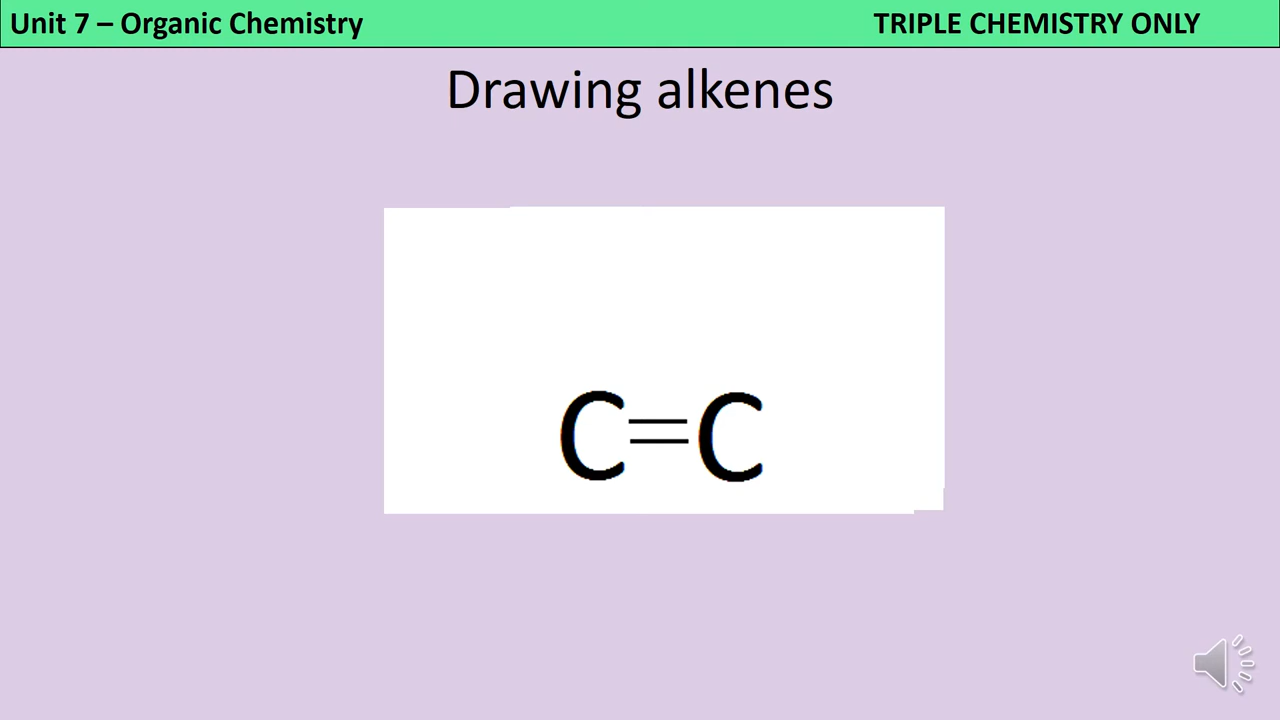 Unit 7 – Organic Chemistry
TRIPLE CHEMISTRY ONLY
Drawing alkenes
C=C